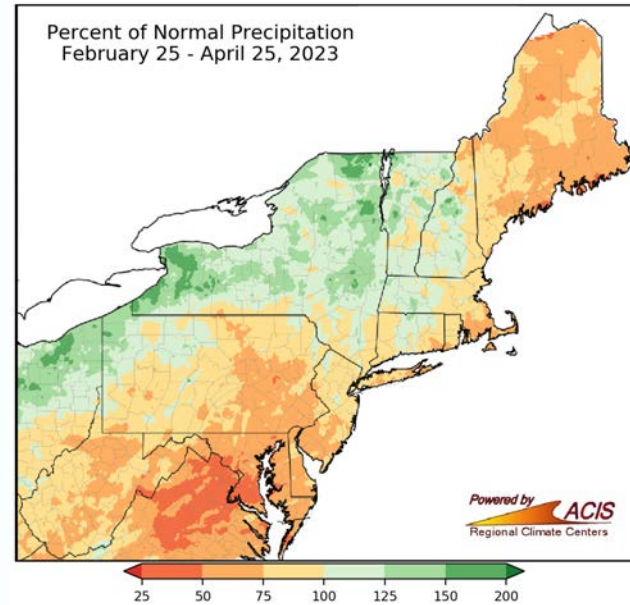 Percent of Normal Precipitation
February 25 - April 25, 2023
Powered by
ACIS
Regional Climate Centers
25 50 75 100 125 150 200